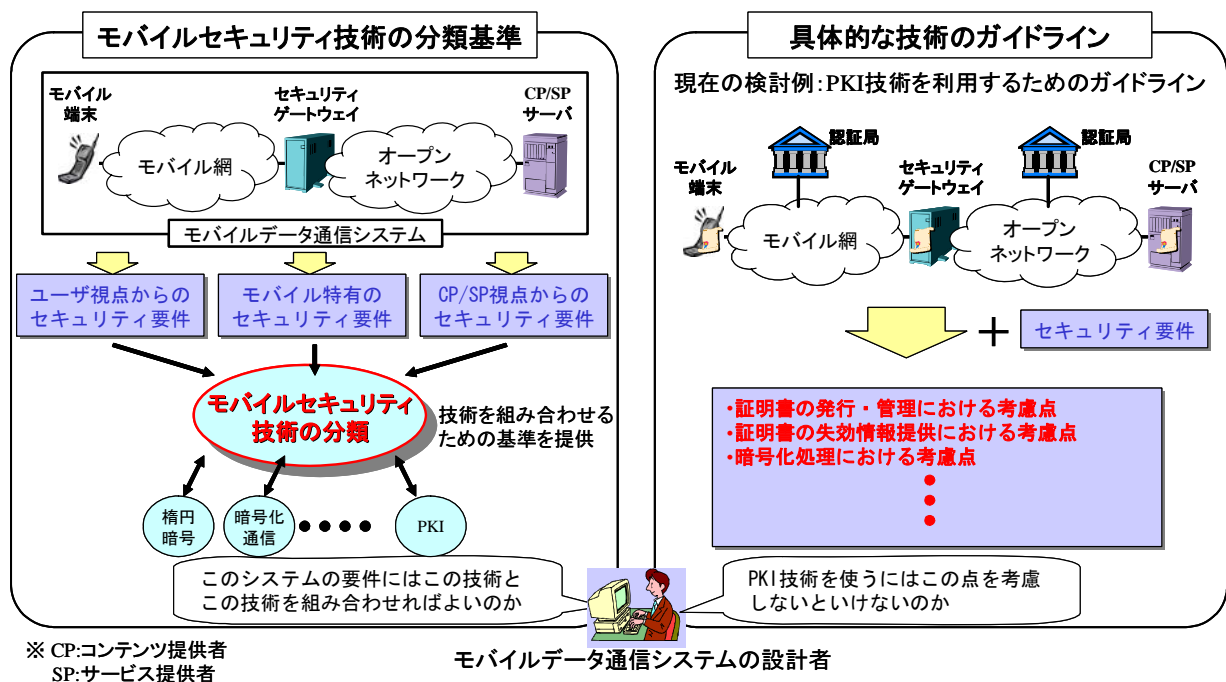 モバイルセキュリティ技術の分類基準
モバイル
端末
セキュリティ
ゲートウェイ
CP/SP
サーバ
モバイル網
オープン
ネットワーク
モバイルデータ通信システム
ユーザ視点からの
セキュリティ要件
モバイル特有の
セキュリティ要件
CP/SP視点からの
セキュリティ要件
モバイルセキュリティ
技術の分類
技術を組み合わせる
ための基準を提供
楕円
暗号
暗号化
通信
PKI
このシステムの要件にはこの技術と
この技術を組み合わせればよいのか
具体的な技術のガイドライン
現在の検討例:PKI技術を利用するためのガイドライン
認証局
認証局
モバイル
端末
セキュリティ
ゲートウェイ
CP/SP
サーバ
モバイル網
オープン
ネットワーク
+
セキュリティ要件
・証明書の発行・管理における考慮点
・証明書の失効情報提供における考慮点
・暗号化処理における考慮点
PKI技術を使うにはこの点を考慮
しないといけないのか
モバイルデータ通信システムの設計者
※ CP:コンテンツ提供者
SP:サービス提供者